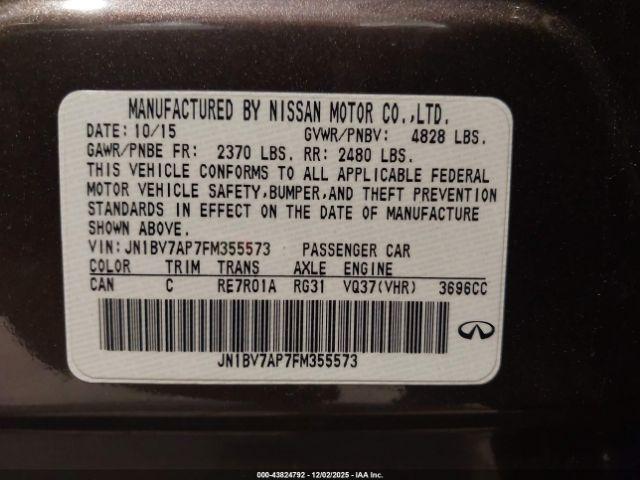 MANUFACTURED BY NISSAN MOTOR CO.,LTD.
DATE: 10/15 GVWR/PNBV: 4828 LBS.
GAWR/PNBE FR: 2370 LBS. RR: 2480 LBS.
THIS VEHICLE CONFORMS TO ALL APPLICABLE FEDERAL
MOTOR VEHICLE SAFETY,BUMPER,AND THEFT PREVENTION
STANDARDS IN EFFECT ON THE DATE OF MANUFACTURE
SHOWN ABOVE.
VIN: JN1BV7AP7FM355573 PASSENGER CAR
COLOR TRIM TRANS AXLE ENGINE
CAN C RE7R01A RG31 VQ37(VHR) 3696CC
JN1BV7AP7FM355573
000-43824792 - 12/02/2025 - IAA Inc.